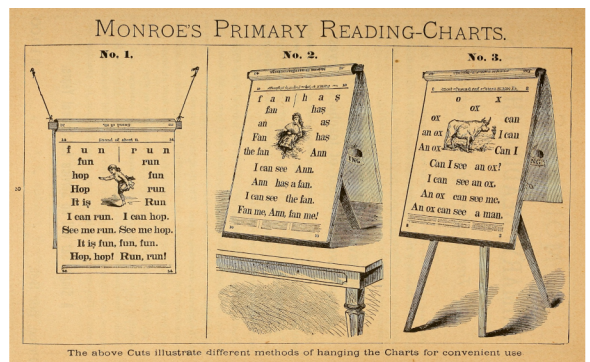 MONROE'S PRIMARY READING-CHARTS.
No. 1.
f u n r u n
fun run
hop fun
Hop run
It is Run
I can run. I can hop.
See me run. See me hop.
It is fun, fun, fun.
Hop, hop! Run, run!
No. 2.
f a n h a s
fan has
an as
Fan has
the fan Ann
I can see Ann.
Ann has a fan.
I can see the fan.
Fan me, Ann, fan me!
No. 3.
o x
ox
ox can
an ox I can
An ox Can I
Can I see an ox!
I can see an ox.
An ox can see me.
An ox can see a man.
The above Cuts illustrate different methods of hanging the Charts for convenient use